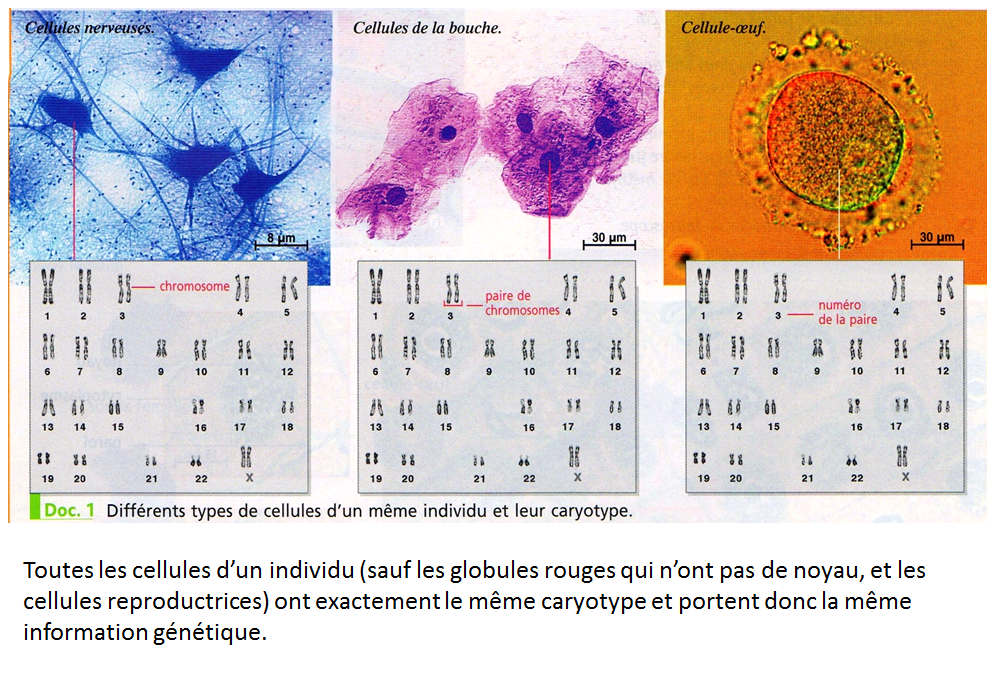 Cellules nerveuses.
Cellules de la bouche.
Cellule-œuf.
8 µm
30 µm
30 µm
chromosome
1 2 3 4 5
6 7 8 9 10 11 12
13 14 15 16 17 18
19 20 21 22 X
paire de
chromosomes
1 2 3 4 5
6 7 8 9 10 11 12
13 14 15 16 17 18
19 20 21 22 X
numéro
de la paire
1 2 3 4 5
6 7 8 9 10 11 12
13 14 15 16 17 18
19 20 21 22 X
Doc. 1 Différents types de cellules d’un même individu et leur caryotype.
Toutes les cellules d’un individu (sauf les globules rouges qui n’ont pas de noyau, et les
cellules reproductrices) ont exactement le même caryotype et portent donc la même
information génétique.